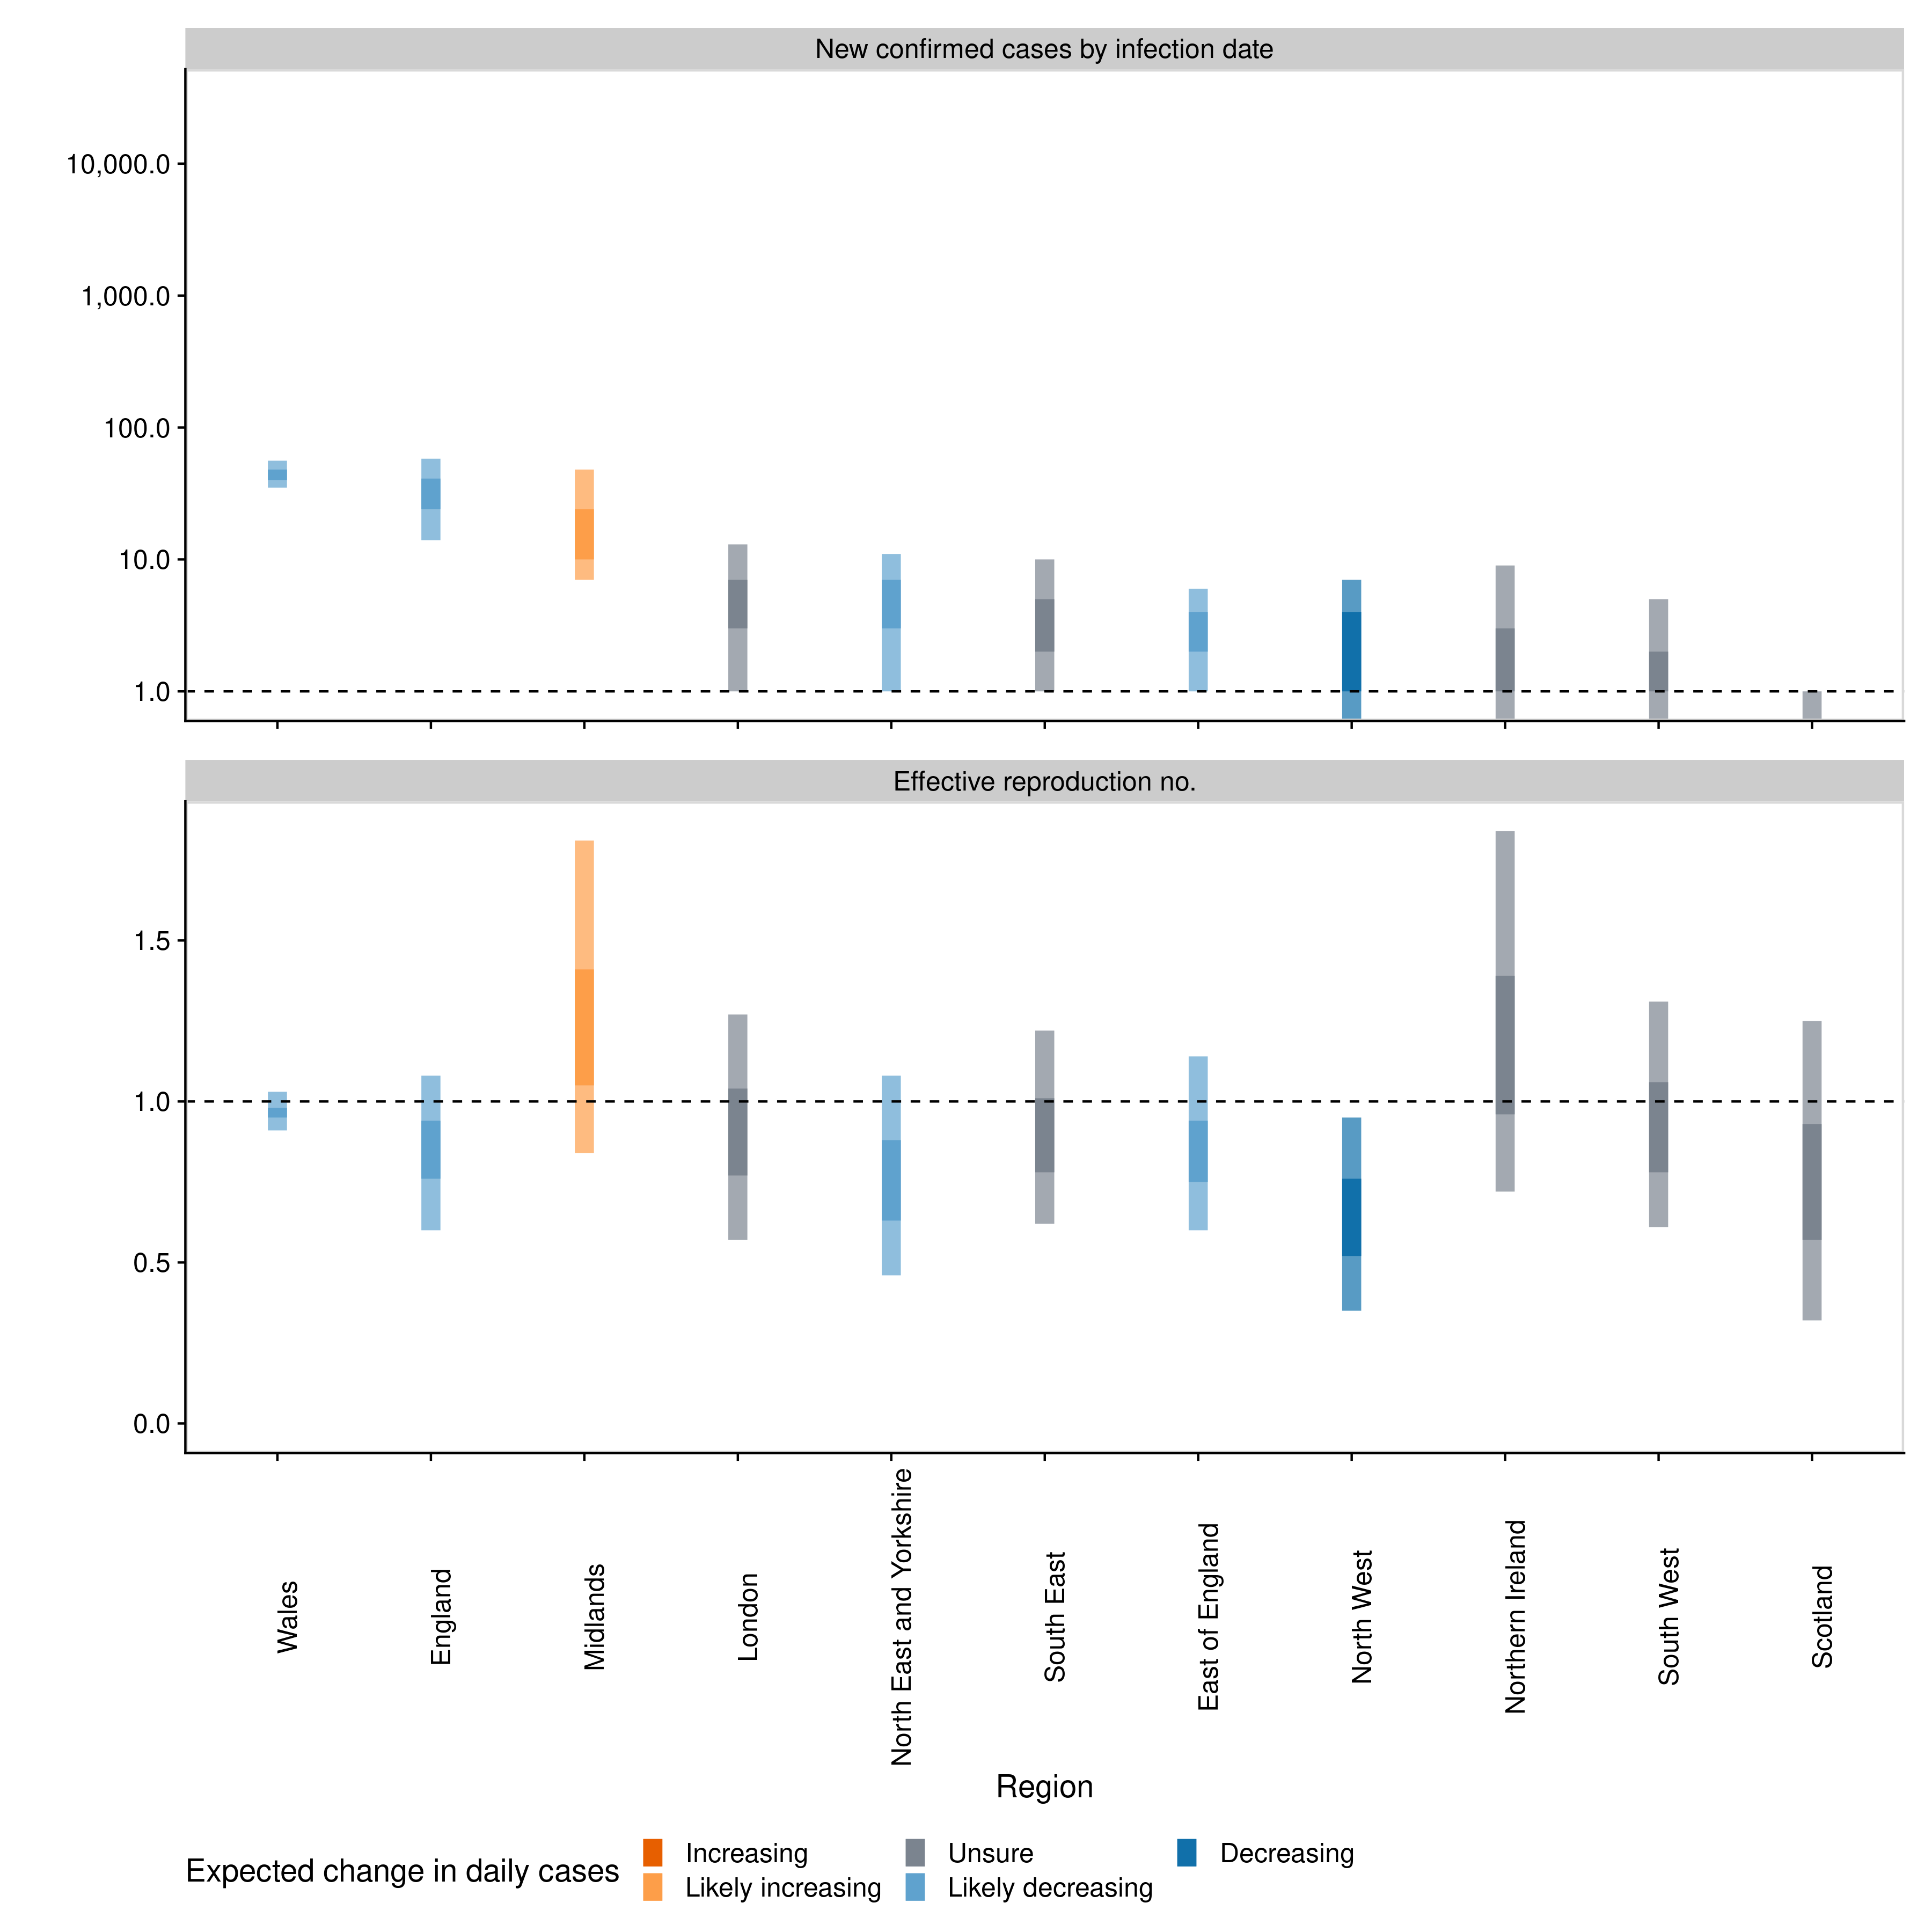 New confirmed cases by infection date
10,000.0
1,000.0
100.0
10.0
1.0
Effective reproduction no.
1.5
1.0
0.5
0.0
Wales
England
Midlands
London
North East and Yorkshire
South East
East of England
North West
Northern Ireland
South West
Scotland
Region
Expected change in daily cases
Increasing
Likely increasing
Unsure
Likely decreasing
Decreasing